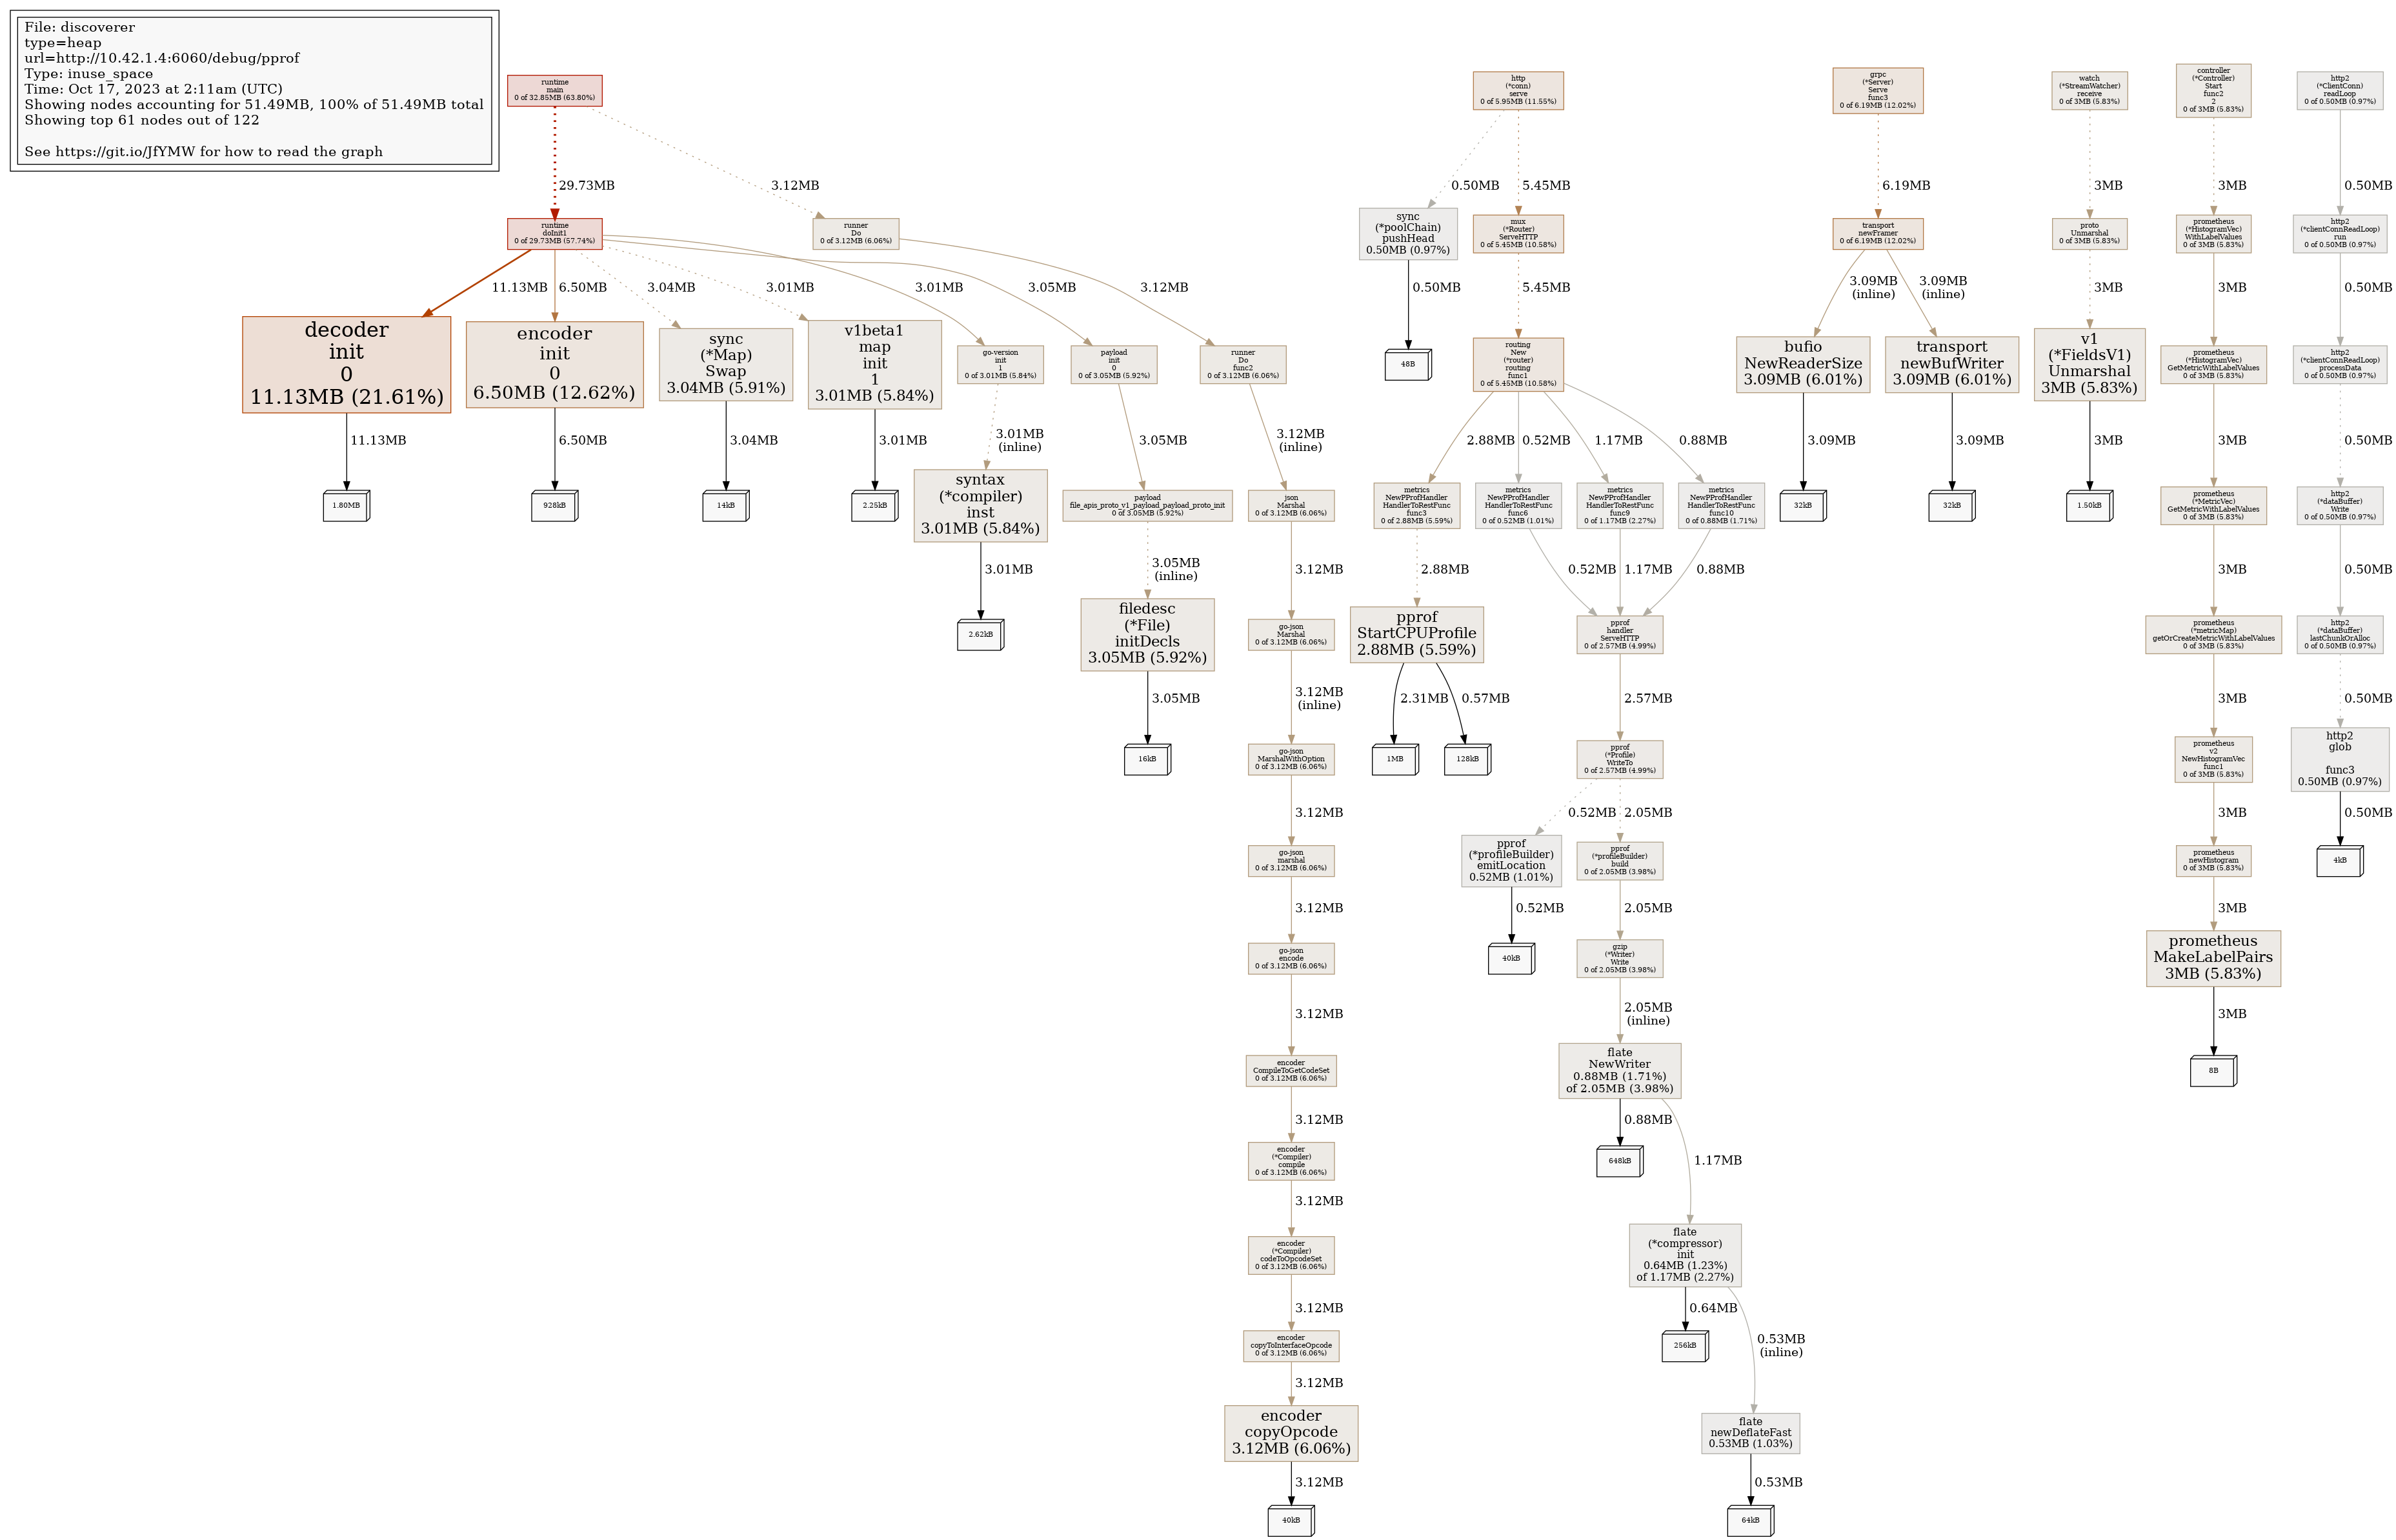 File: discoverer
type=heap
url=http://10.42.1.4:6060/debug/pprof
Type: inuse_space
Time: Oct 17, 2023 at 2:11am (UTC)
Showing nodes accounting for 51.49MB, 100% of 51.49MB total
Showing top 61 nodes out of 122
See https://git.io/JfYMW for how to read the graph
runtime
main
0 of 32.85MB (63.80%)
29.73MB
3.12MB
runtime
doInit1
0 of 29.73MB (57.74%)
runner
Do
0 of 3.12MB (6.06%)
11.13MB
6.50MB
3.04MB
3.01MB
3.01MB
3.05MB
3.12MB
decoder
init
0
11.13MB (21.61%)
11.13MB
1.80MB
encoder
init
0
6.50MB (12.62%)
6.50MB
928kB
sync
(*Map)
Swap
3.04MB (5.91%)
3.04MB
14kB
v1beta1
map
init
1
3.01MB (5.84%)
3.01MB
2.25kB
go-version
init
1
0 of 3.01MB (5.84%)
3.01MB
(inline)
syntax
(*compiler)
inst
3.01MB (5.84%)
3.01MB
2.62kB
payload
init
0
0 of 3.05MB (5.92%)
3.05MB
payload
file_apis_proto_v1_payload_payload_proto_init
0 of 3.05MB (5.92%)
3.05MB
(inline)
filedesc
(*File)
initDecls
3.05MB (5.92%)
3.05MB
16kB
runner
Do
func2
0 of 3.12MB (6.06%)
3.12MB
(inline)
json
Marshal
0 of 3.12MB (6.06%)
3.12MB
go-json
Marshal
0 of 3.12MB (6.06%)
3.12MB
(inline)
go-json
MarshalWithOption
0 of 3.12MB (6.06%)
3.12MB
go-json
marshal
0 of 3.12MB (6.06%)
3.12MB
go-json
encode
0 of 3.12MB (6.06%)
3.12MB
encoder
CompileToGetCodeSet
0 of 3.12MB (6.06%)
3.12MB
encoder
(*Compiler)
compile
0 of 3.12MB (6.06%)
3.12MB
encoder
(*Compiler)
codeToOpcodeSet
0 of 3.12MB (6.06%)
3.12MB
encoder
copyToInterfaceOpcode
0 of 3.12MB (6.06%)
3.12MB
encoder
copyOpcode
3.12MB (6.06%)
3.12MB
40kB
http
(*conn)
serve
0 of 5.95MB (11.55%)
0.50MB
5.45MB
sync
(*poolChain)
pushHead
0.50MB (0.97%)
0.50MB
48B
mux
(*Router)
ServeHTTP
0 of 5.45MB (10.58%)
5.45MB
routing
New
(*router)
routing
func1
0 of 5.45MB (10.58%)
2.88MB
0.52MB
1.17MB
0.88MB
metrics
NewPProfHandler
HandlerToRestFunc
func3
0 of 2.88MB (5.59%)
metrics
NewPProfHandler
HandlerToRestFunc
func6
0 of 0.52MB (1.01%)
metrics
NewPProfHandler
HandlerToRestFunc
func9
0 of 1.17MB (2.27%)
metrics
NewPProfHandler
HandlerToRestFunc
func10
0 of 0.88MB (1.71%)
2.88MB
0.52MB
1.17MB
0.88MB
pprof
StartCPUProfile
2.88MB (5.59%)
2.31MB
0.57MB
1MB
128kB
pprof
handler
ServeHTTP
0 of 2.57MB (4.99%)
2.57MB
pprof
(*Profile)
WriteTo
0 of 2.57MB (4.99%)
0.52MB
2.05MB
pprof
(*profileBuilder)
emitLocation
0.52MB (1.01%)
0.52MB
40kB
pprof
(*profileBuilder)
build
0 of 2.05MB (3.98%)
2.05MB
gzip
(*Writer)
Write
0 of 2.05MB (3.98%)
2.05MB
(inline)
flate
NewWriter
0.88MB (1.71%)
of 2.05MB (3.98%)
0.88MB
648kB
1.17MB
flate
(*compressor)
init
0.64MB (1.23%)
of 1.17MB (2.27%)
0.64MB
256kB
0.53MB
(inline)
flate
newDeflateFast
0.53MB (1.03%)
0.53MB
64kB
grpc
(*Server)
Serve
func3
0 of 6.19MB (12.02%)
6.19MB
transport
newFramer
0 of 6.19MB (12.02%)
3.09MB
(inline)
3.09MB
(inline)
bufio
NewReaderSize
3.09MB (6.01%)
3.09MB
32kB
transport
newBufWriter
3.09MB (6.01%)
3.09MB
32kB
watch
(*StreamWatcher)
receive
0 of 3MB (5.83%)
3MB
proto
Unmarshal
0 of 3MB (5.83%)
3MB
v1
(*FieldsV1)
Unmarshal
3MB (5.83%)
3MB
1.50kB
controller
(*Controller)
Start
func2
2
0 of 3MB (5.83%)
3MB
prometheus
(*HistogramVec)
WithLabelValues
0 of 3MB (5.83%)
3MB
prometheus
(*HistogramVec)
GetMetricWithLabelValues
0 of 3MB (5.83%)
3MB
prometheus
(*MetricVec)
GetMetricWithLabelValues
0 of 3MB (5.83%)
3MB
prometheus
(*metricMap)
getOrCreateMetricWithLabelValues
0 of 3MB (5.83%)
3MB
prometheus
v2
NewHistogramVec
func1
0 of 3MB (5.83%)
3MB
prometheus
newHistogram
0 of 3MB (5.83%)
3MB
prometheus
MakeLabelPairs
3MB (5.83%)
3MB
8B
http2
(*ClientConn)
readLoop
0 of 0.50MB (0.97%)
0.50MB
http2
(*clientConnReadLoop)
run
0 of 0.50MB (0.97%)
0.50MB
http2
(*clientConnReadLoop)
processData
0 of 0.50MB (0.97%)
0.50MB
http2
(*dataBuffer)
Write
0 of 0.50MB (0.97%)
0.50MB
http2
(*dataBuffer)
lastChunkOrAlloc
0 of 0.50MB (0.97%)
0.50MB
http2
glob
func3
0.50MB (0.97%)
0.50MB
4kB